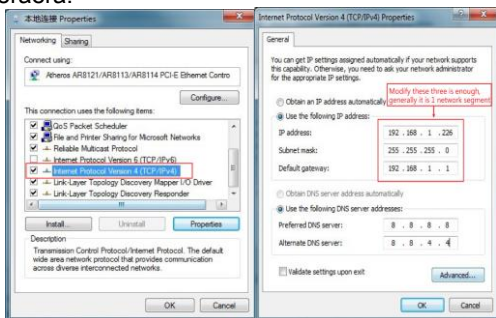 本地连接 Properties
Networking Sharing
Connect using:
Atheros AR8121/AR8113/AR8114 PCI-E Ethernet Contro
Configure...
This connection uses the following items:
QoS Packet Scheduler
File and Printer Sharing for Microsoft Networks
Reliable Multicast Protocol
Internet Protocol Version 6 (TCP/IPv6)
Internet Protocol Version 4 (TCP/IPv4)
Link-Layer Topology Discovery Mapper I/O Driver
Link-Layer Topology Discovery Responder
Install...
Uninstall
Properties
Description
Transmission Control Protocol/Internet Protocol. The default
wide area network protocol that provides communication
across diverse interconnected networks.
OK
Cancel
Internet Protocol Version 4 (TCP/IPv4) Properties
General
You can get IP settings assigned automatically if your network supports
this capability. Otherwise, you need to ask your network administrator
for the appropriate IP settings.
Modify these three is enough,
generally it is 1 network segment
Obtain an IP address automatically
Use the following IP address:
IP address: 192 . 168 . 1 . 226
Subnet mask: 255 . 255 . 255 . 0
Default gateway: 192 . 168 . 1 . 1
Obtain DNS server address automatically
Use the following DNS server addresses:
Preferred DNS server: 8 . 8 . 8 . 8
Alternate DNS server: 8 . 8 . 4 . 4
Validate settings upon exit
Advanced...
OK
Cancel